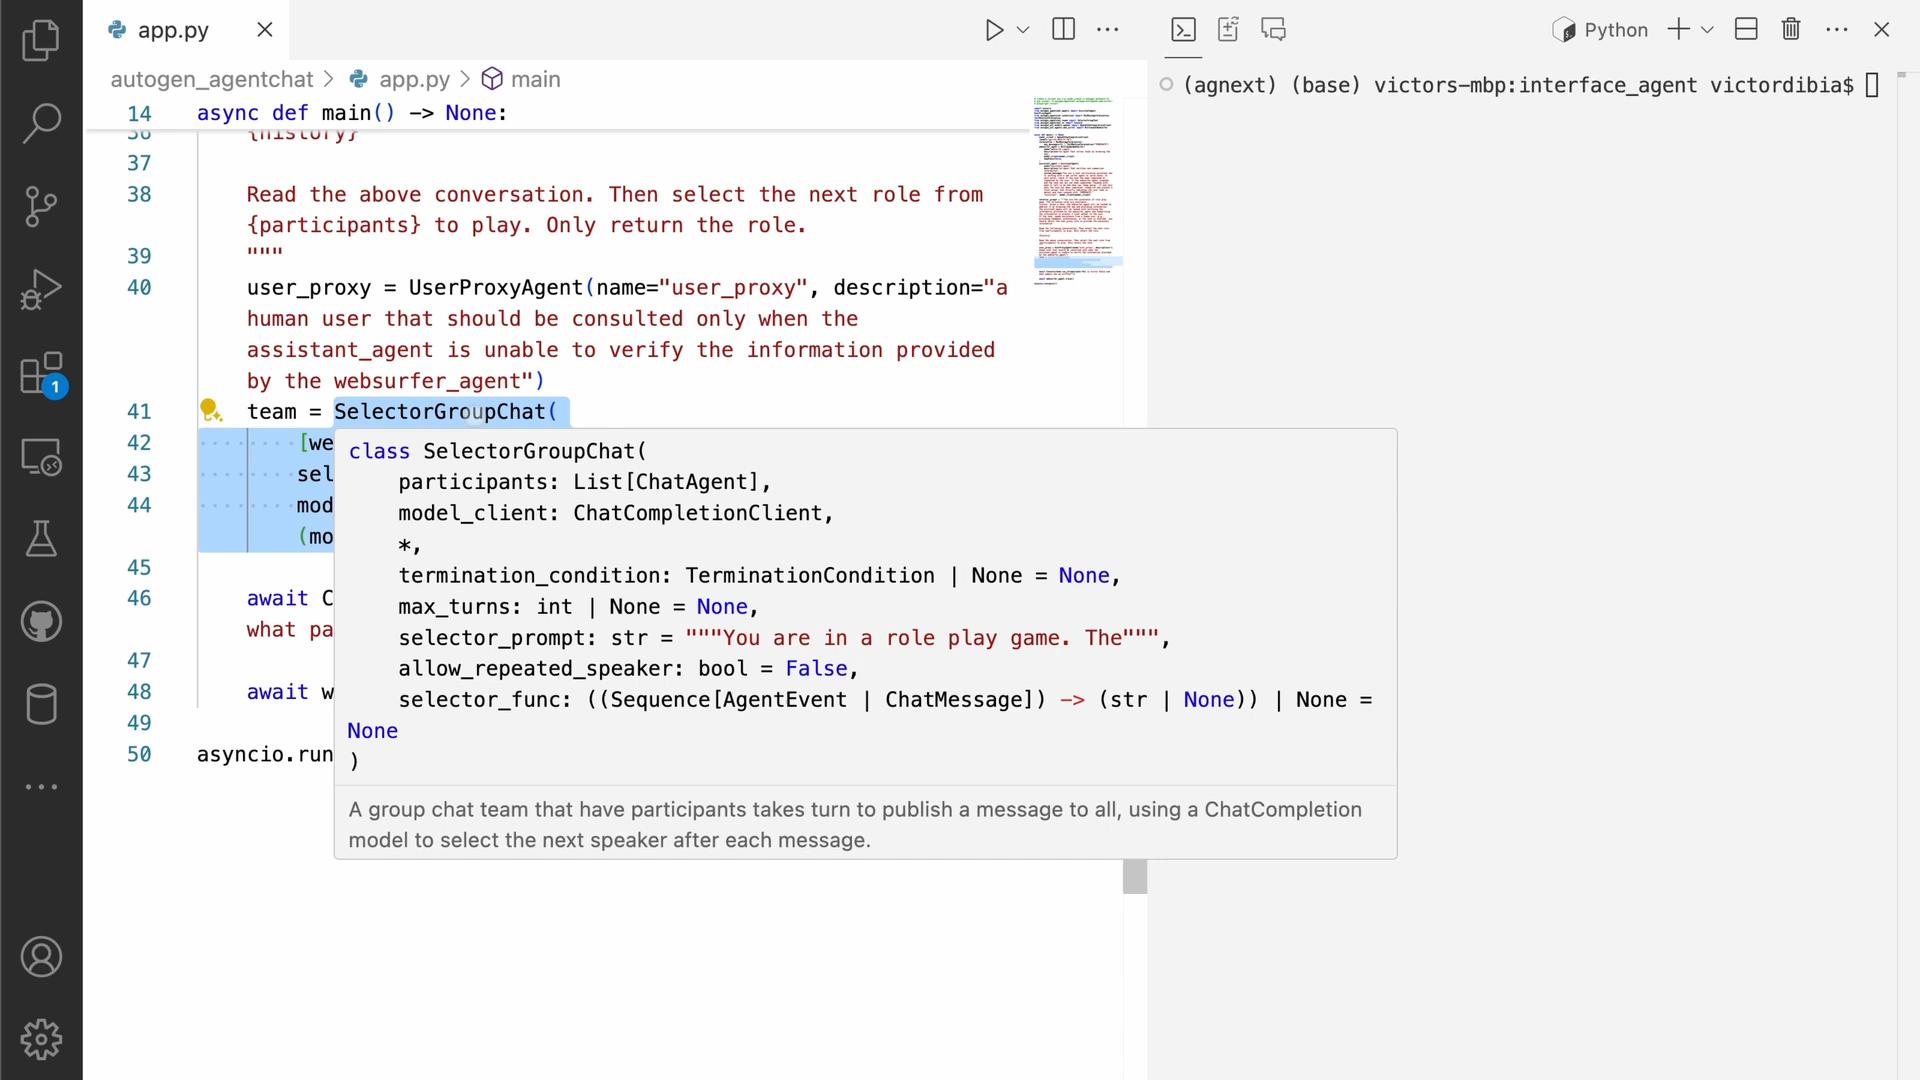 app.py
Python
autogen_agentchat > app.py > main
(agnext) (base) victors-mbp:interface_agent victordibia$
14 async def main() -> None:
36 {history}
37
38 Read the above conversation. Then select the next role from
{participants} to play. Only return the role.
39 """
40 user_proxy = UserProxyAgent(name="user_proxy", description="a
human user that should be consulted only when the
assistant_agent is unable to verify the information provided
by the websurfer_agent")
41 team = SelectorGroupChat(
42 [we
43 sel
44 mod
(mo
45
46 await C
what pa
47
48 await w
49
50 asyncio.run
class SelectorGroupChat(
participants: List[ChatAgent],
model_client: ChatCompletionClient,
*,
termination_condition: TerminationCondition | None = None,
max_turns: int | None = None,
selector_prompt: str = """You are in a role play game. The""",
allow_repeated_speaker: bool = False,
selector_func: ((Sequence[AgentEvent | ChatMessage]) -> (str | None)) | None =
None
)
A group chat team that have participants takes turn to publish a message to all, using a ChatCompletion
model to select the next speaker after each message.
1